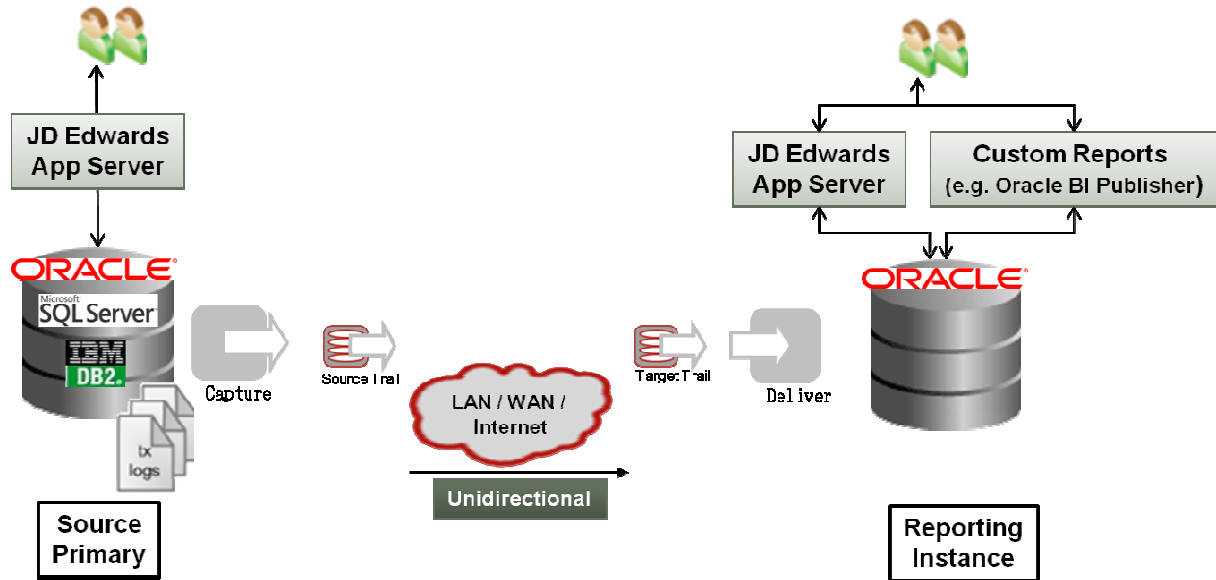 JD Edwards
App Server
ORACLE®
Microsoft
SQL Server
IBM
DB2.
tx
logs
Source
Primary
Capture
Source Trail
LAN / WAN /
Internet
Unidirectional
Target Trail
Deliver
JD Edwards
App Server
Custom Reports
(e.g. Oracle BI Publisher)
ORACLE®
Reporting
Instance